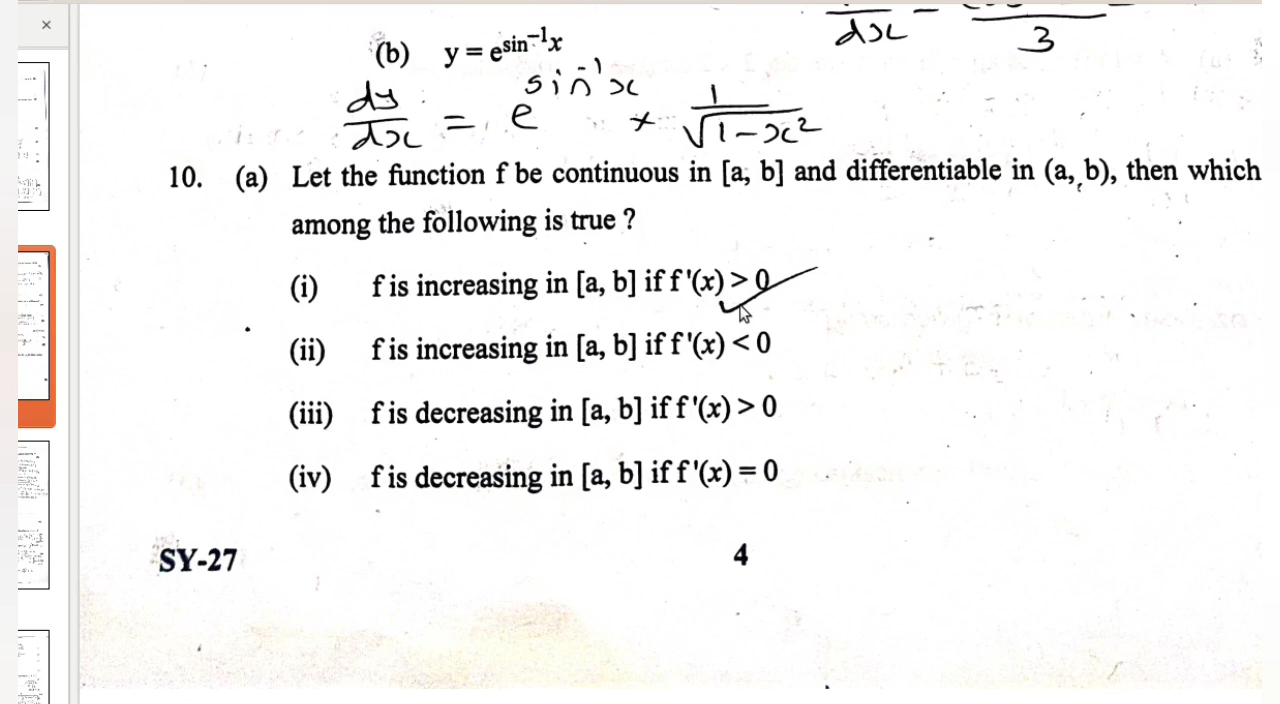 dx = 3
(b) y = e^sin⁻¹x
dy/dx = e^sin⁻¹x × 1/√1-x²
10. (a) Let the function f be continuous in [a, b] and differentiable in (a, b), then which
among the following is true ?
(i) f is increasing in [a, b] if f '(x) > 0
(ii) f is increasing in [a, b] if f '(x) < 0
(iii) f is decreasing in [a, b] if f '(x) > 0
(iv) f is decreasing in [a, b] if f '(x) = 0
SY-27 4